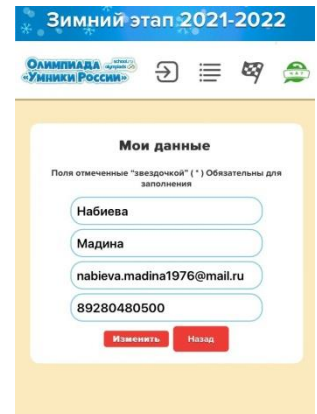 Зимний этап 2021-2022
Олимпиада
«Умники России»
Мои данные
Поля отмеченные "звездочкой" ( * ) Обязательны для
заполнения
Набиева
Мадина
nabieva.madina1976@mail.ru
89280480500
Изменить Назад